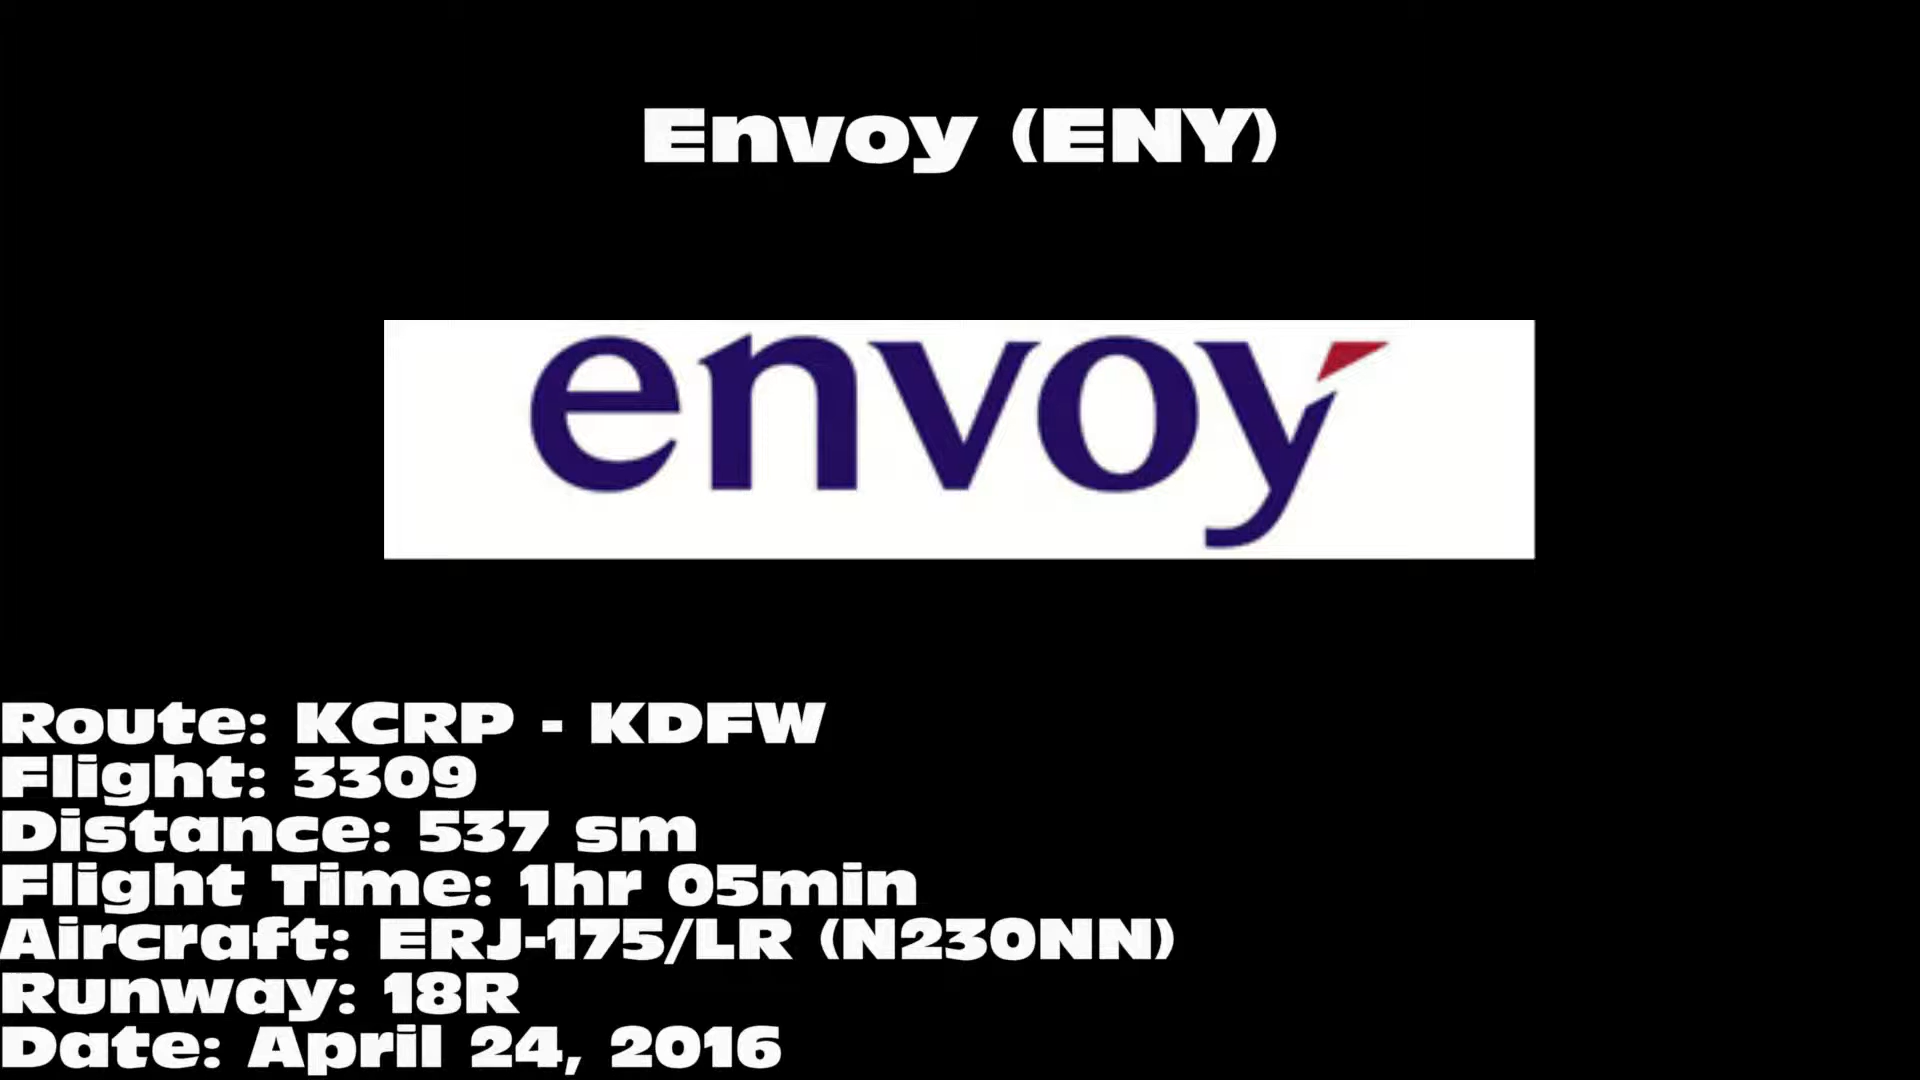 Envoy (ENY)
envoy
Route: KCRP - KDFW
Flight: 3309
Distance: 537 sm
Flight Time: 1hr 05min
Aircraft: ERJ-175/LR (N230NN)
Runway: 18R
Date: April 24, 2016